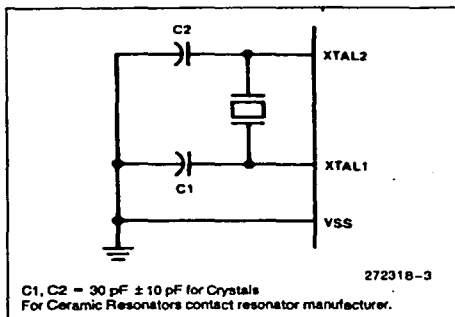 C2
XTAL2
XTAL1
C1
VSS
272318-3
C1, C2 = 30 pF ± 10 pF for Crystals
For Ceramic Resonators contact resonator manufacturer.